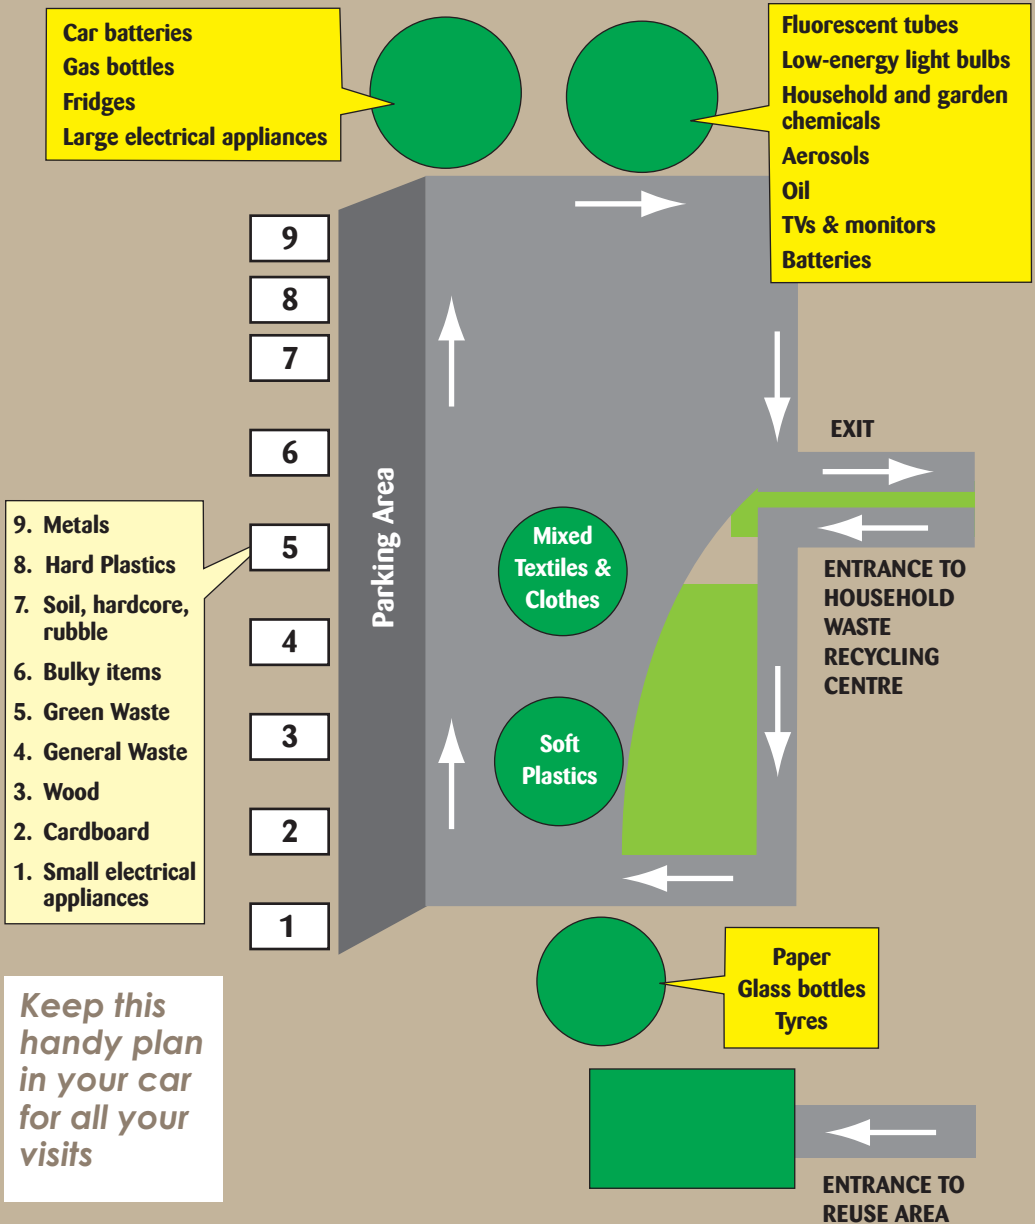 Car batteries
Gas bottles
Fridges
Large electrical appliances
Fluorescent tubes
Low-energy light bulbs
Household and garden
chemicals
Aerosols
Oil
TVs & monitors
Batteries
9
8
7
6
5
4
3
2
1
Parking Area
EXIT
ENTRANCE TO
HOUSEHOLD
WASTE
RECYCLING
CENTRE
9. Metals
8. Hard Plastics
7. Soil, hardcore,
rubble
6. Bulky items
5. Green Waste
4. General Waste
3. Wood
2. Cardboard
1. Small electrical
appliances
Mixed
Textiles &
Clothes
Soft
Plastics
Paper
Glass bottles
Tyres
Keep this
handy plan
in your car
for all your
visits
ENTRANCE TO
REUSE AREA